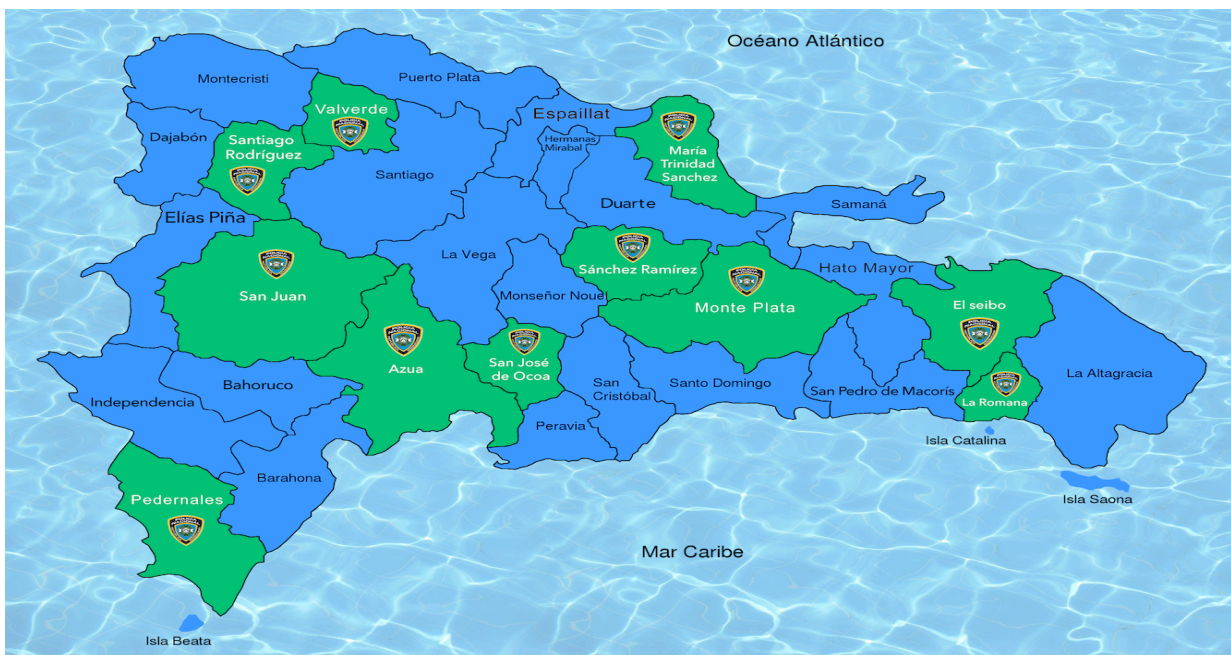 Océano Atlántico
Montecristi
Puerto Plata
Valverde
Espaillat
Dajabón
Santiago
Rodríguez
Hermanas
Mirabal
María
Trinidad
Sanchez
Santiago
Duarte
Samaná
Elías Piña
La Vega
Sánchez Ramírez
Hato Mayor
San Juan
Monseñor Nouel
Monte Plata
El seibo
Azua
San José
de Ocoa
Bahoruco
San
Cristóbal
Santo Domingo
La Altagracia
Independencia
San Pedro de Macorís
La Romana
Peravia
Isla Catalina
Barahona
Pedernales
Isla Saona
Mar Caribe
Isla Beata